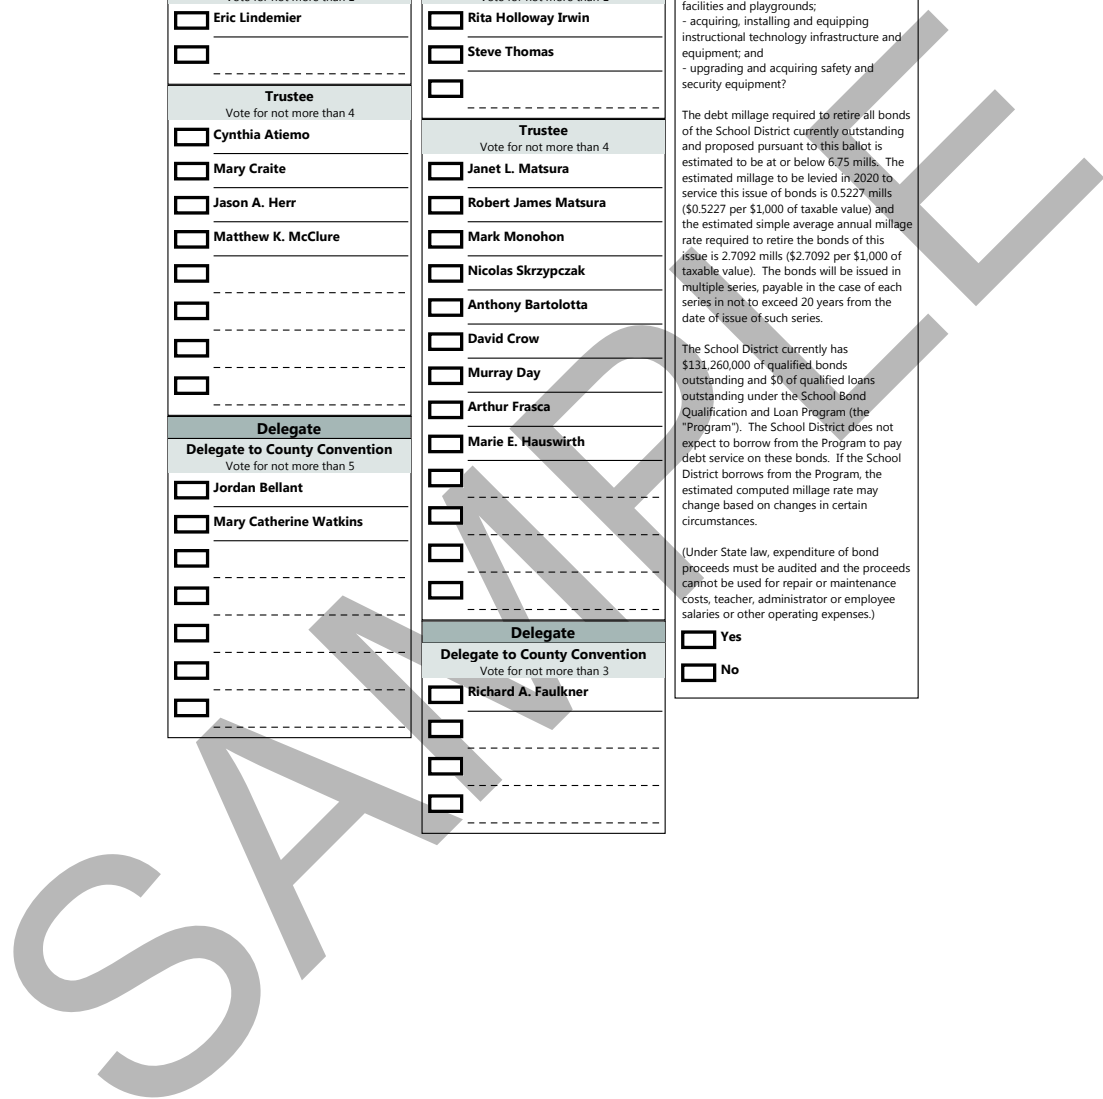 Eric Lindemier
Trustee
Vote for not more than 4
Cynthia Atiemo
Mary Craite
Jason A. Herr
Matthew K. McClure
Delegate
Delegate to County Convention
Vote for not more than 5
Jordan Bellant
Mary Catherine Watkins
Rita Holloway Irwin
Steve Thomas
Trustee
Vote for not more than 4
Janet L. Matsura
Robert James Matsura
Mark Monohon
Nicolas Skrzypczak
Anthony Bartolotta
David Crow
Murray Day
Arthur Frasca
Marie E. Hauswirth
Delegate
Delegate to County Convention
Vote for not more than 3
Richard A. Faulkner
facilities and playgrounds;
- acquiring, installing and equipping
instructional technology infrastructure and
equipment; and
- upgrading and acquiring safety and
security equipment?
The debt millage required to retire all bonds
of the School District currently outstanding
and proposed pursuant to this ballot is
estimated to be at or below 6.75 mills. The
estimated millage to be levied in 2020 to
service this issue of bonds is 0.5227 mills
($0.5227 per $1,000 of taxable value) and
the estimated simple average annual millage
rate required to retire the bonds of this
issue is 2.7092 mills ($2.7092 per $1,000 of
taxable value). The bonds will be issued in
multiple series, payable in the case of each
series in not to exceed 20 years from the
date of issue of such series.
The School District currently has
$131,260,000 of qualified bonds
outstanding and $0 of qualified loans
outstanding under the School Bond
Qualification and Loan Program (the
"Program"). The School District does not
expect to borrow from the Program to pay
debt service on these bonds. If the School
District borrows from the Program, the
estimated computed millage rate may
change based on changes in certain
circumstances.
(Under State law, expenditure of bond
proceeds must be audited and the proceeds
cannot be used for repair or maintenance
costs, teacher, administrator or employee
salaries or other operating expenses.)
Yes
No
SAMPLE